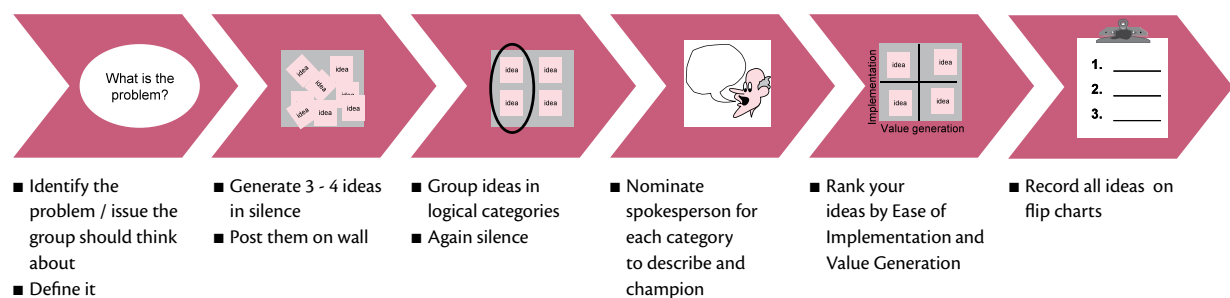 What is the
problem?
idea
idea
idea
idea
idea
idea
idea
idea
idea
idea
idea
Implementation
idea
idea
idea
idea
Value generation
1.
2.
3.
■ Identify the
problem / issue the
group should think
about
■ Define it
■ Generate 3 - 4 ideas
in silence
■ Post them on wall
■ Group ideas in
logical categories
■ Again silence
■ Nominate
spokesperson for
each category
to describe and
champion
■ Rank your
ideas by Ease of
Implementation and
Value Generation
■ Record all ideas on
flip charts